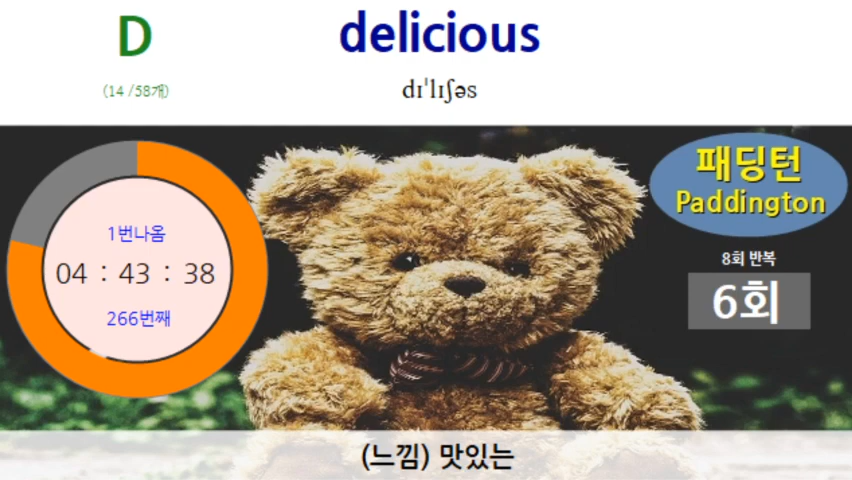 D
delicious
(14 /58개)
dɪˈlɪʃəs
패딩턴
Paddington
1번나옴
04 : 43 : 38
266번째
8회 반복
6회
(느낌) 맛있는